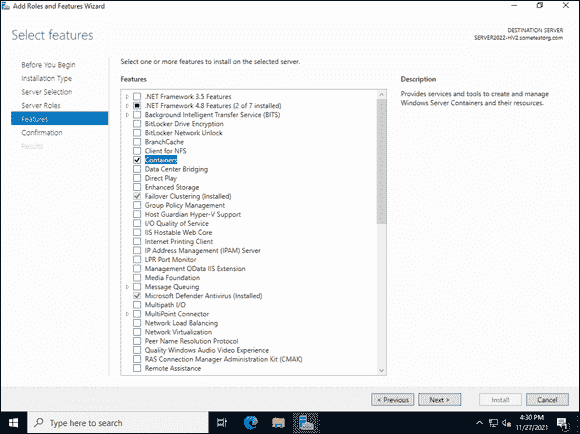 Add Roles and Features Wizard
Select features
DESTINATION SERVER
SERVER2022-HV2.sometestorg.com
Before You Begin
Installation Type
Server Selection
Server Roles
Features
Confirmation
Results
Select one or more features to install on the selected server.
Features
.NET Framework 3.5 Features
.NET Framework 4.8 Features (2 of 7 installed)
Background Intelligent Transfer Service (BITS)
BitLocker Drive Encryption
BitLocker Network Unlock
BranchCache
Client for NFS
Containers
Data Center Bridging
Direct Play
Enhanced Storage
Failover Clustering (Installed)
Group Policy Management
Host Guardian Hyper-V Support
I/O Quality of Service
IIS Hostable Web Core
Internet Printing Client
IP Address Management (IPAM) Server
LPR Port Monitor
Management OData IIS Extension
Media Foundation
Message Queuing
Microsoft Defender Antivirus (Installed)
Multipath I/O
MultiPoint Connector
Network Load Balancing
Network Virtualization
Peer Name Resolution Protocol
Quality Windows Audio Video Experience
RAS Connection Manager Administration Kit (CMAK)
Remote Assistance
Description
Provides services and tools to create and manage
Windows Server Containers and their resources.
< Previous
Next >
Install
Cancel
Type here to search
4:30 PM
11/27/2021